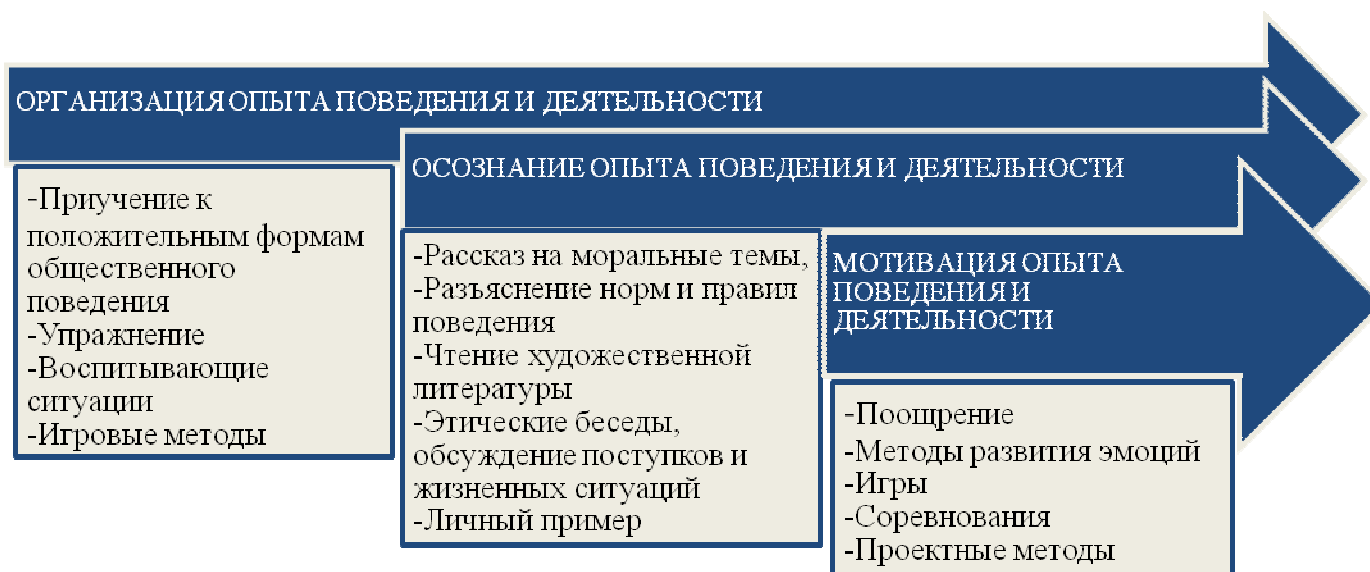 ОРГАНИЗАЦИЯ ОПЫТА ПОВЕДЕНИЯ И ДЕЯТЕЛЬНОСТИ
-Приучение к
положительным формам
общественного
поведения
-Упражнение
-Воспитывающие
ситуации
-Игровые методы
ОСОЗНАНИЕ ОПЫТА ПОВЕДЕНИЯ И ДЕЯТЕЛЬНОСТИ
-Рассказ на моральные темы,
-Разъяснение норм и правил
поведения
-Чтение художественной
литературы
-Этические беседы,
обсуждение поступков и
жизненных ситуаций
-Личный пример
МОТИВАЦИЯ ОПЫТА
ПОВЕДЕНИЯ И
ДЕЯТЕЛЬНОСТИ
-Поощрение
-Методы развития эмоций
-Игры
-Соревнования
-Проектные методы